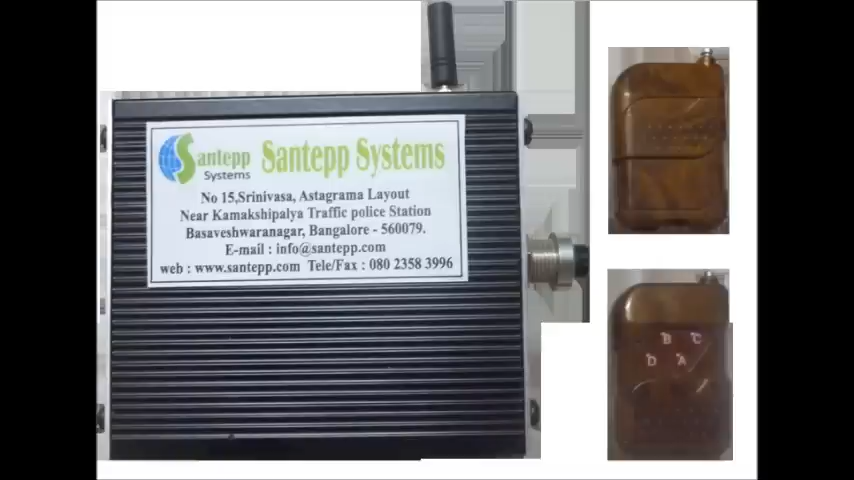 Santepp Systems
Santepp
Systems
No 15,Srinivasa, Astagrama Layout
Near Kamakshipalya Traffic police Station
Basaveshwaranagar, Bangalore - 560079.
E-mail : info@santepp.com
web : www.santepp.com Tele/Fax : 080 2358 3996
B C
D A